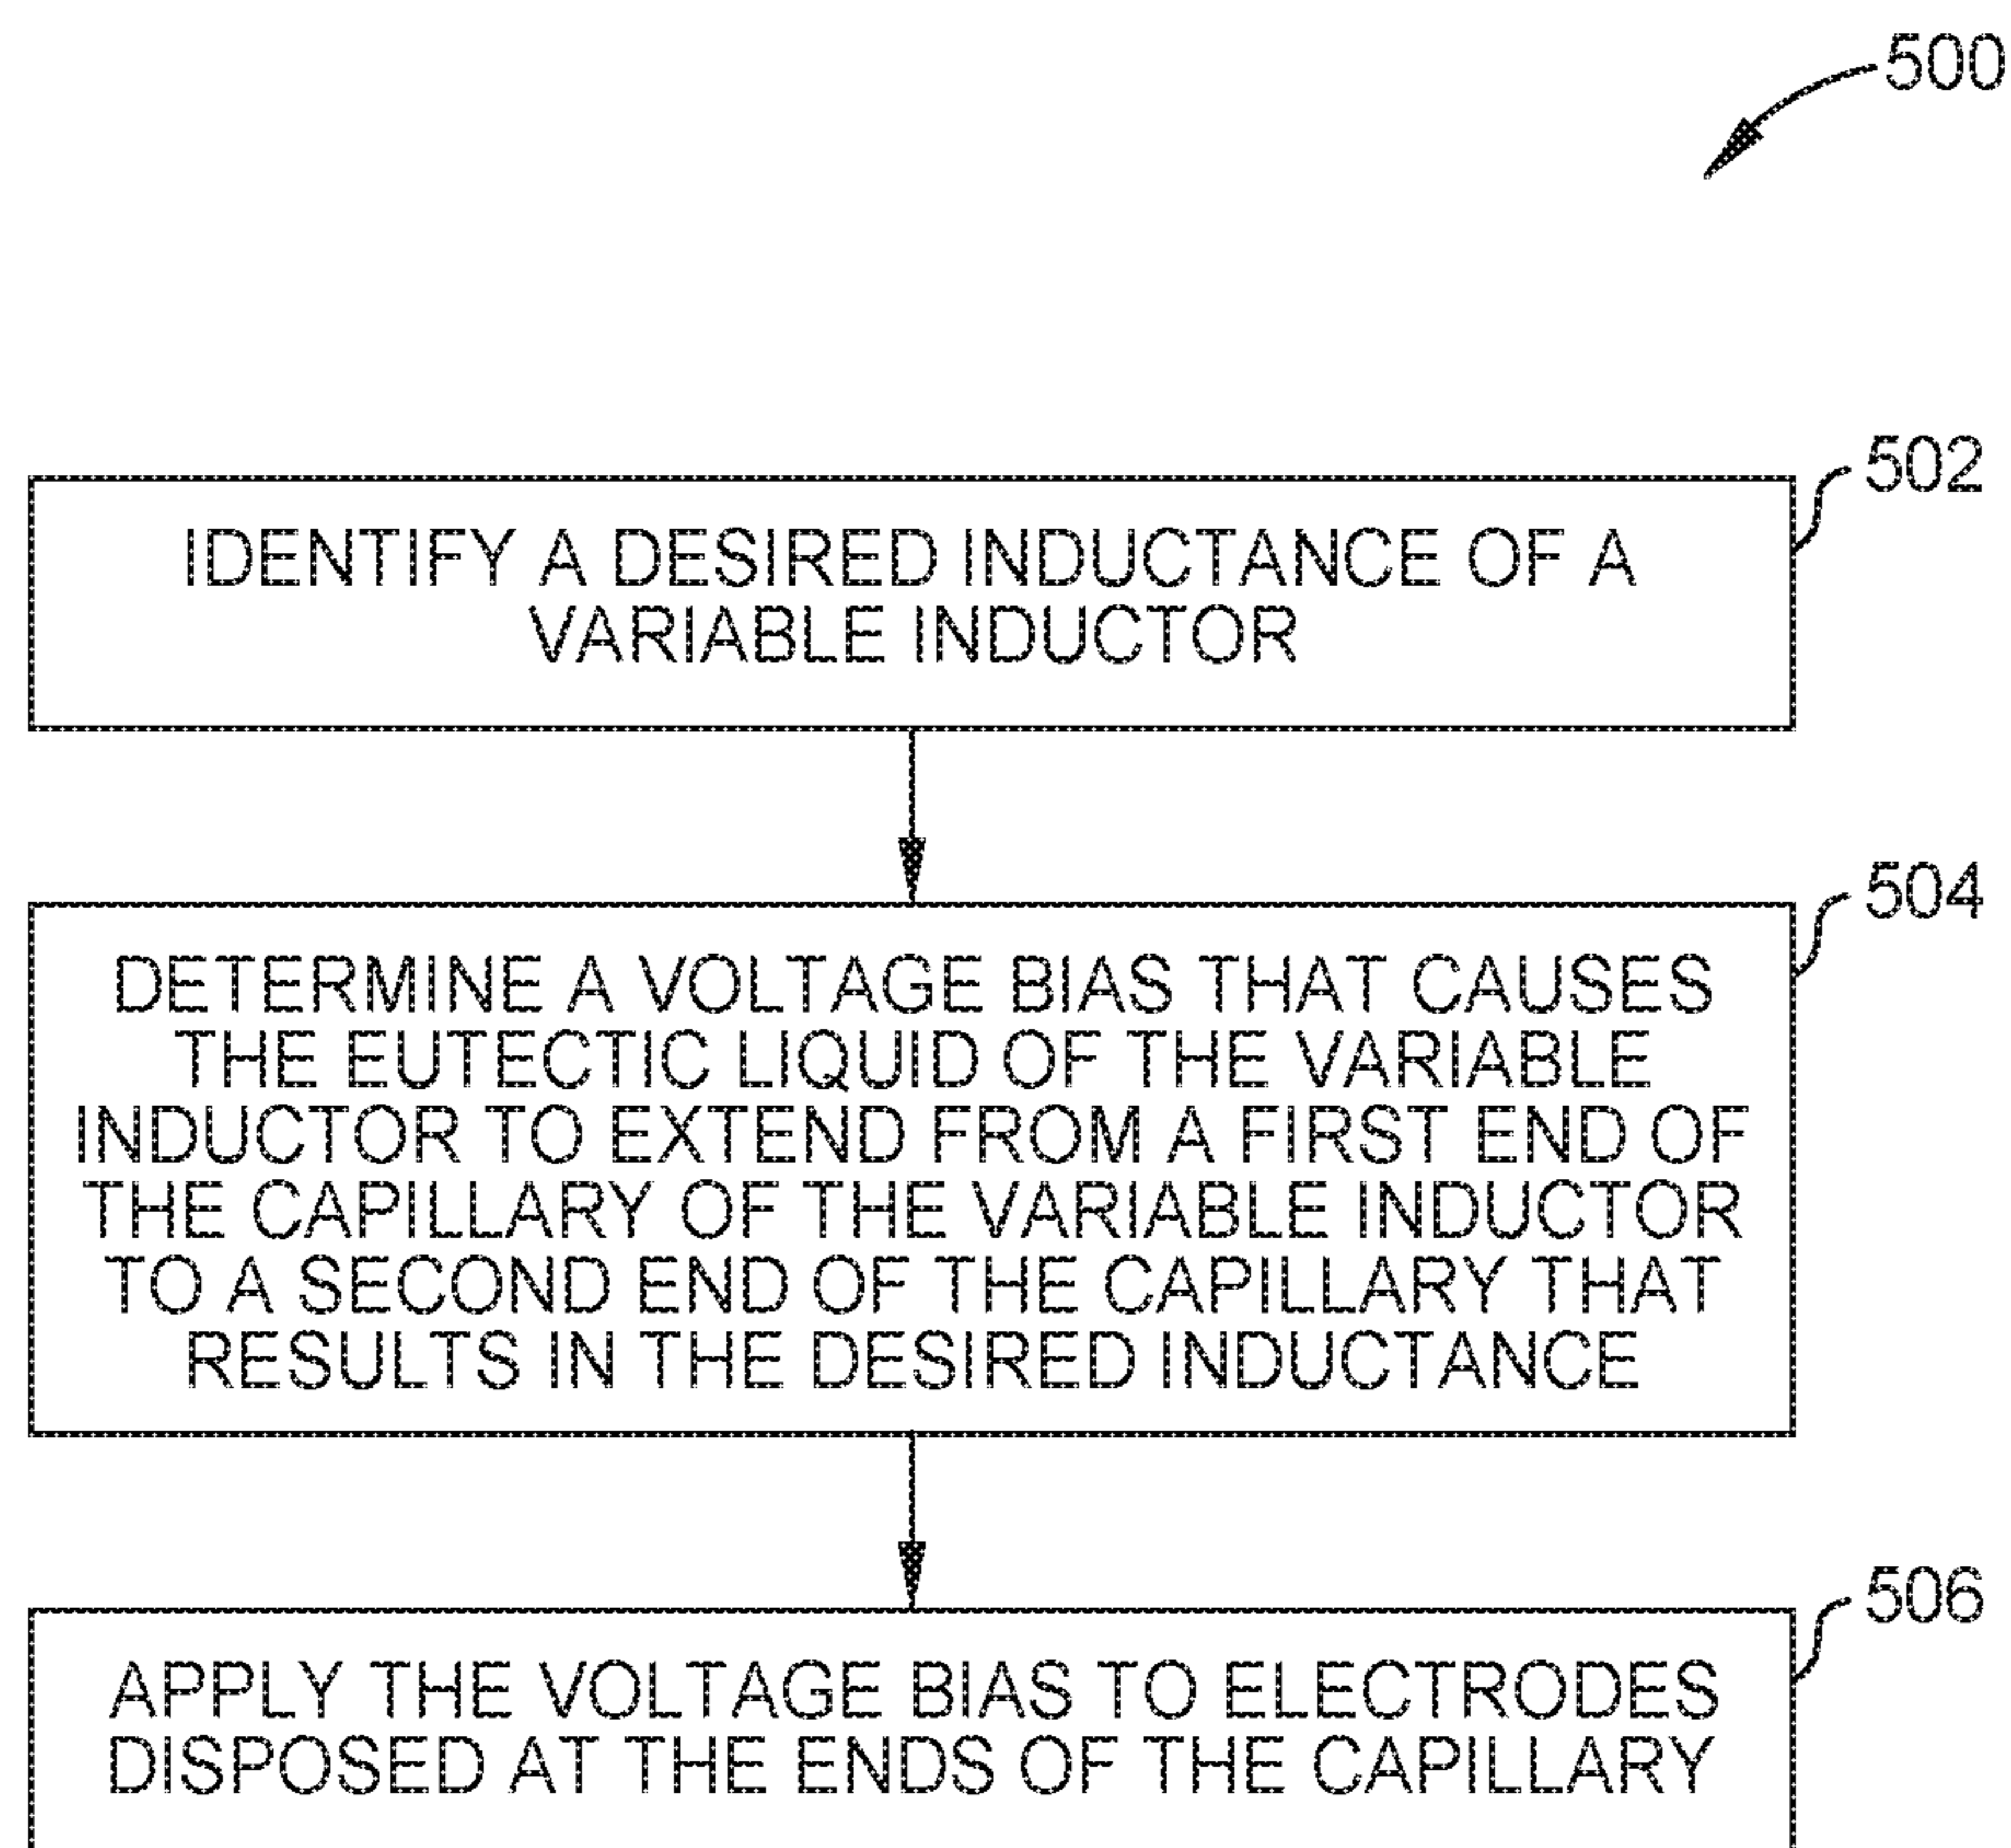 500
502
IDENTIFY A DESIRED INDUCTANCE OF A
VARIABLE INDUCTOR
504
DETERMINE A VOLTAGE BIAS THAT CAUSES
THE EUTECTIC LIQUID OF THE VARIABLE
INDUCTOR TO EXTEND FROM A FIRST END OF
THE CAPILLARY OF THE VARIABLE INDUCTOR
TO A SECOND END OF THE CAPILLARY THAT
RESULTS IN THE DESIRED INDUCTANCE
506
APPLY THE VOLTAGE BIAS TO ELECTRODES
DISPOSED AT THE ENDS OF THE CAPILLARY